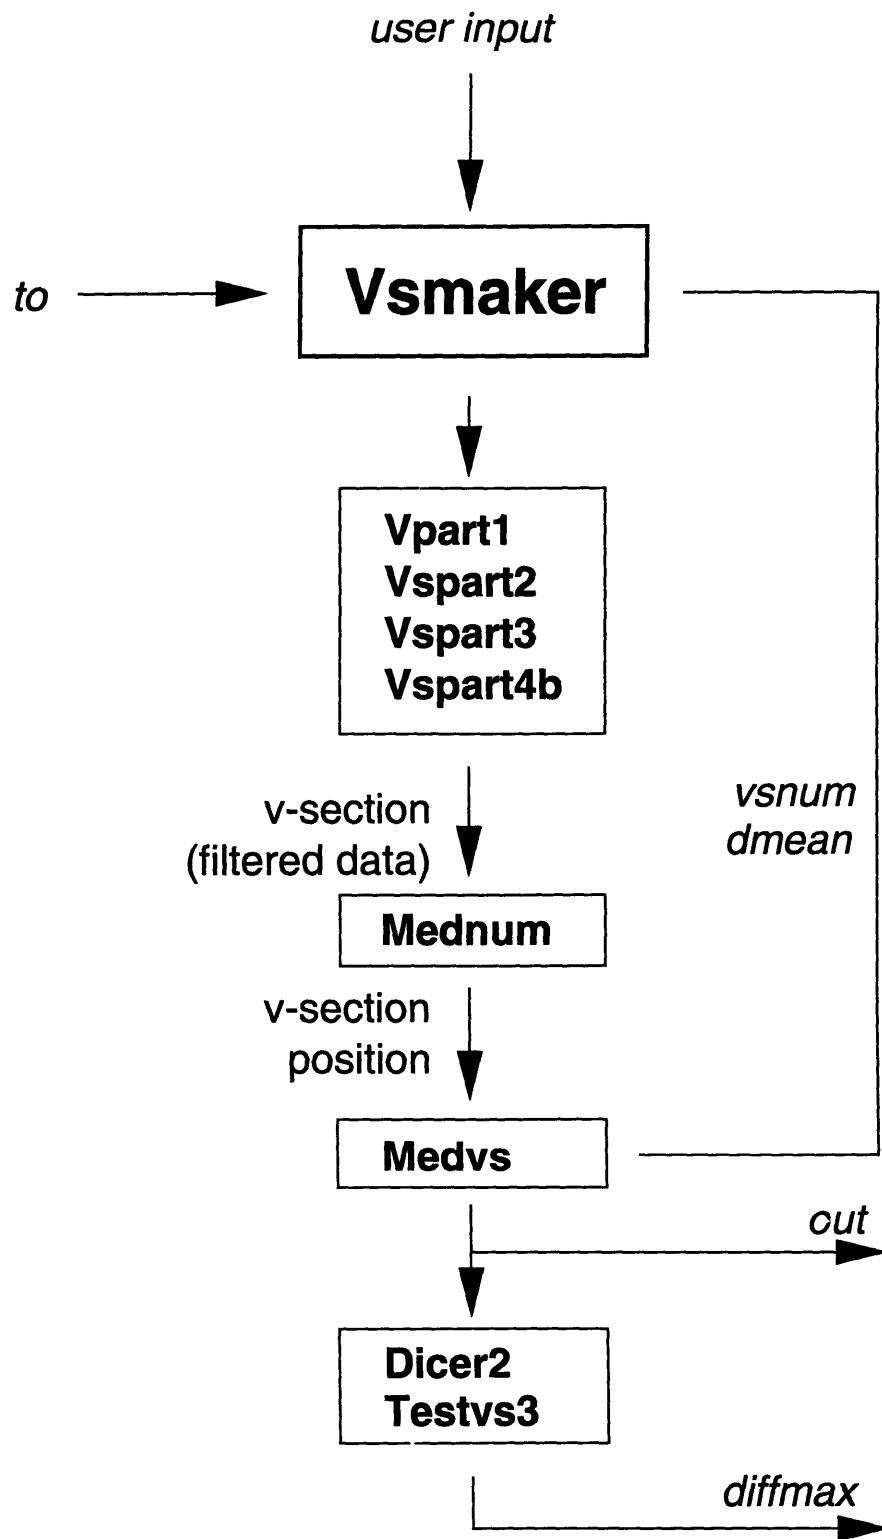 user input
to
Vsmaker
Vpart1
Vspart2
Vspart3
Vspart4b
v-section
(filtered data)
vsnum
dmean
Mednum
v-section
position
Medvs
out
Dicer2
Testvs3
diffmax